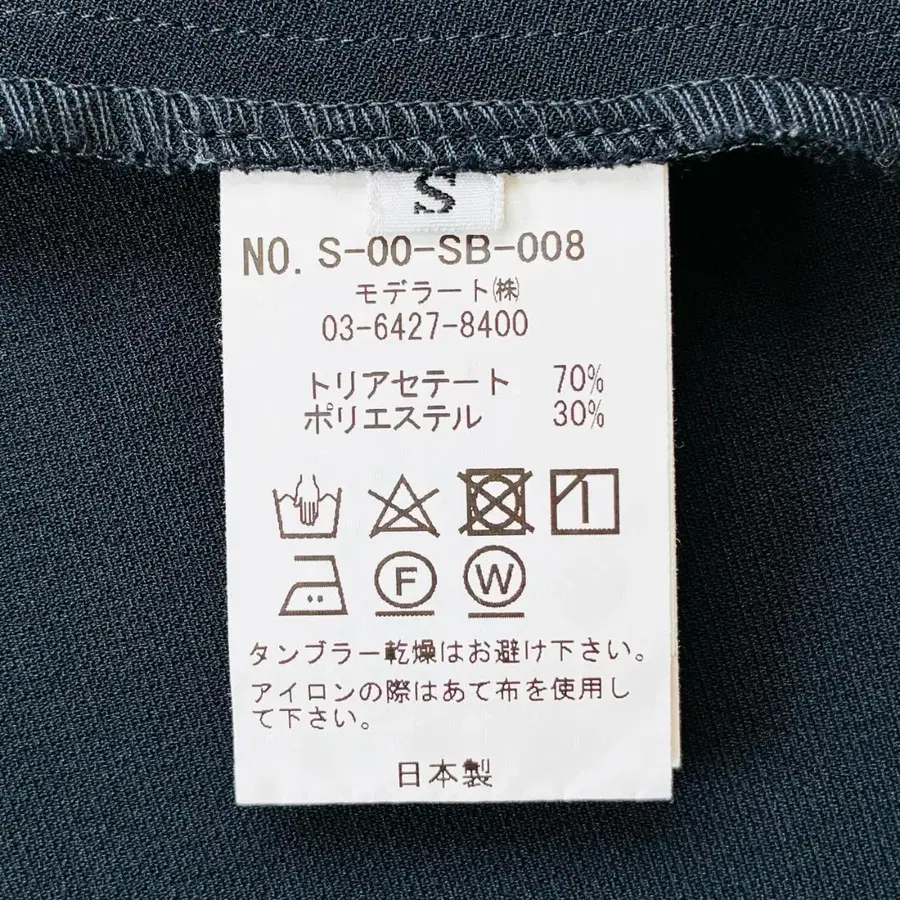 S
NO. S-00-SB-008
モデラート㈱
03-6427-8400
トリアセテート 70%
ポリエステル 30%
F W
タンブラー乾燥はお避け下さい。
アイロンの際はあて布を使用し
て下さい。
日本製